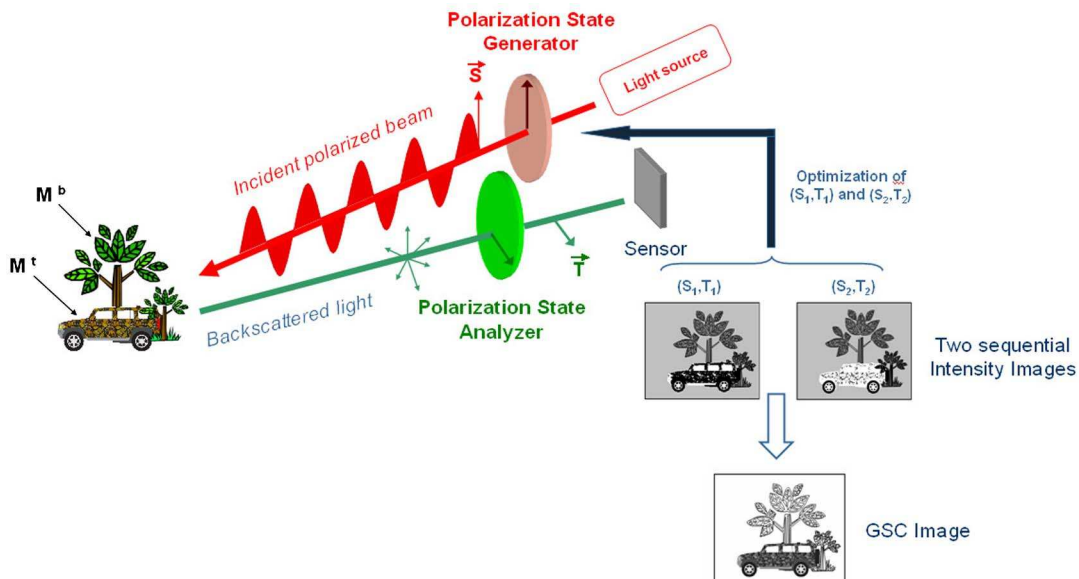 Polarization State
Generator
Light source
S
Incident polarized beam
M b
M t
Optimization of
(S1,T1) and (S2,T2)
Sensor
T
Backscattered light
Polarization State
Analyzer
(S1,T1)
(S2,T2)
Two sequential
Intensity Images
GSC Image